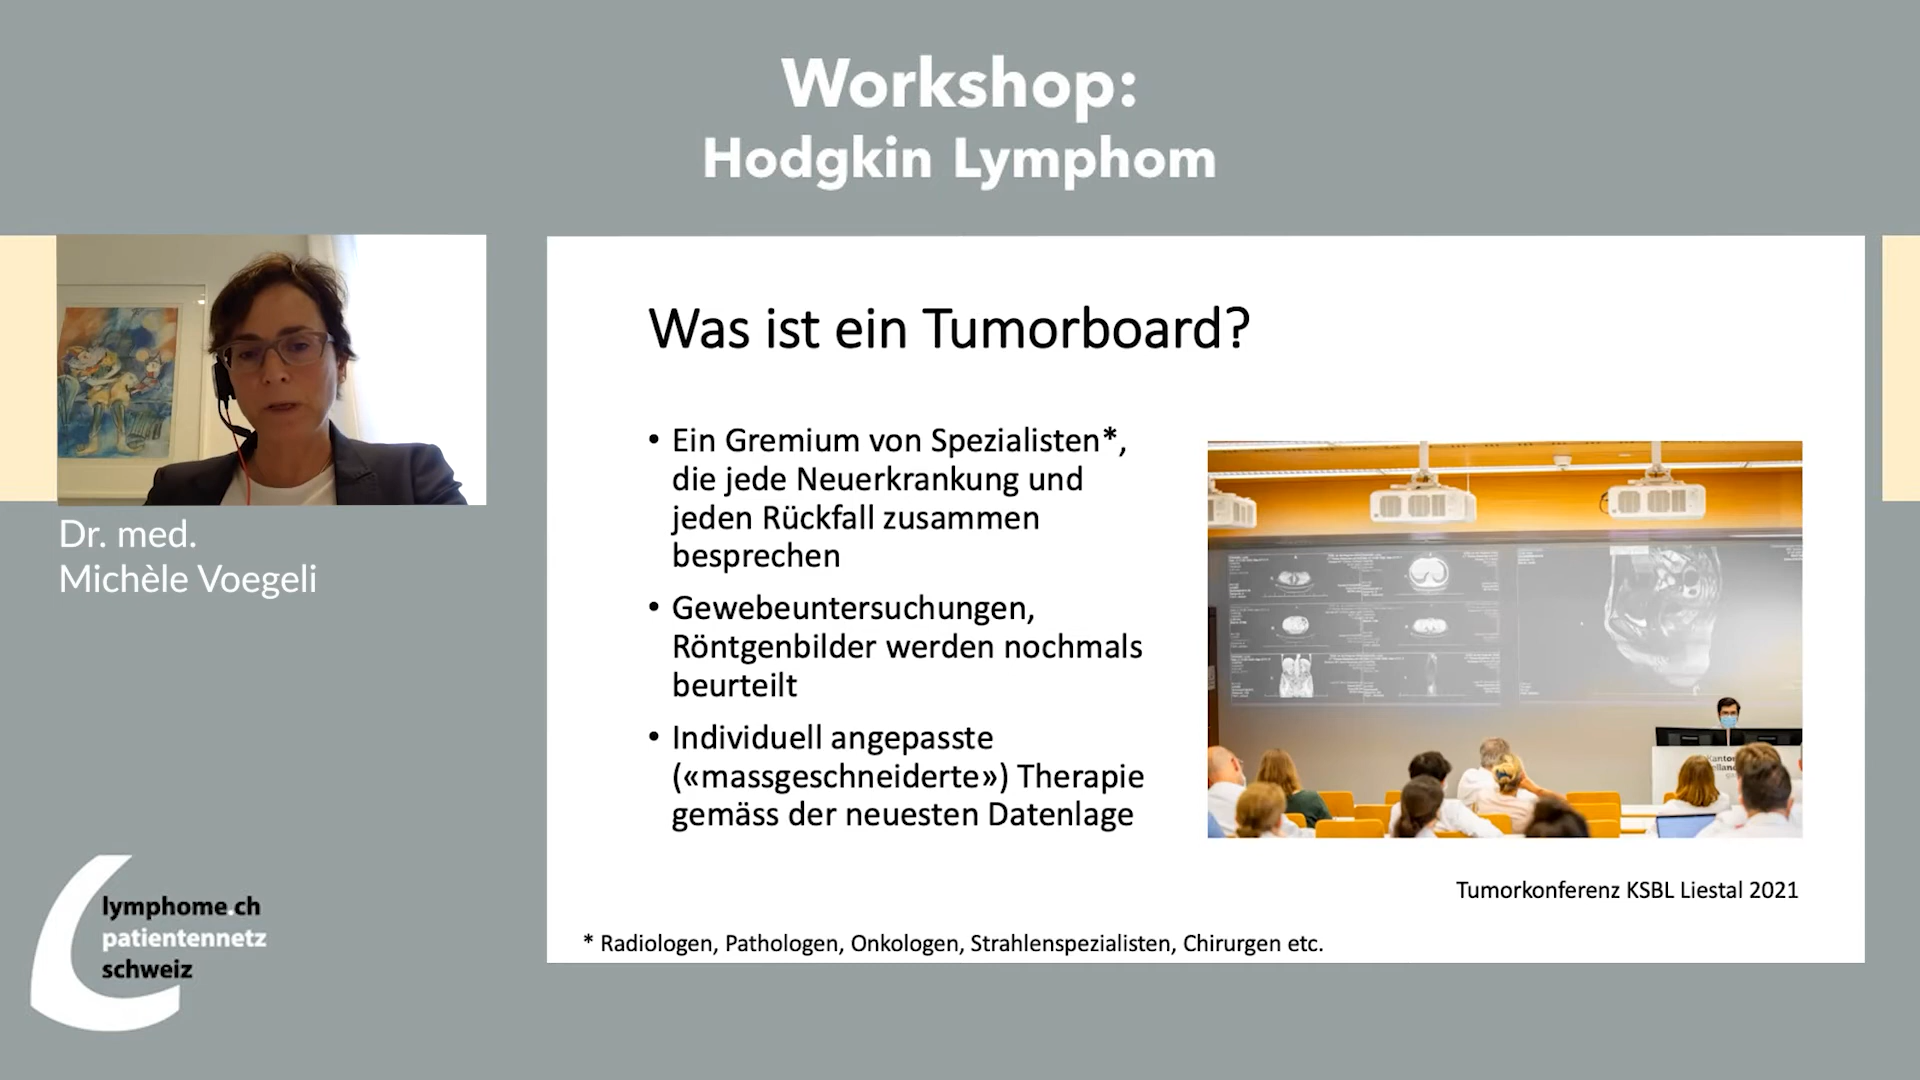 Workshop:
Hodgkin Lymphom
Dr. med.
Michèle Voegeli
Was ist ein Tumorboard?
• Ein Gremium von Spezialisten*,
die jede Neuerkrankung und
jeden Rückfall zusammen
besprechen
• Gewebeuntersuchungen,
Röntgenbilder werden nochmals
beurteilt
• Individuell angepasste
(«massgeschneiderte») Therapie
gemäss der neuesten Datenlage
Tumorkonferenz KSBL Liestal 2021
* Radiologen, Pathologen, Onkologen, Strahlenspezialisten, Chirurgen etc.
lymphome.ch
patientennetz
schweiz